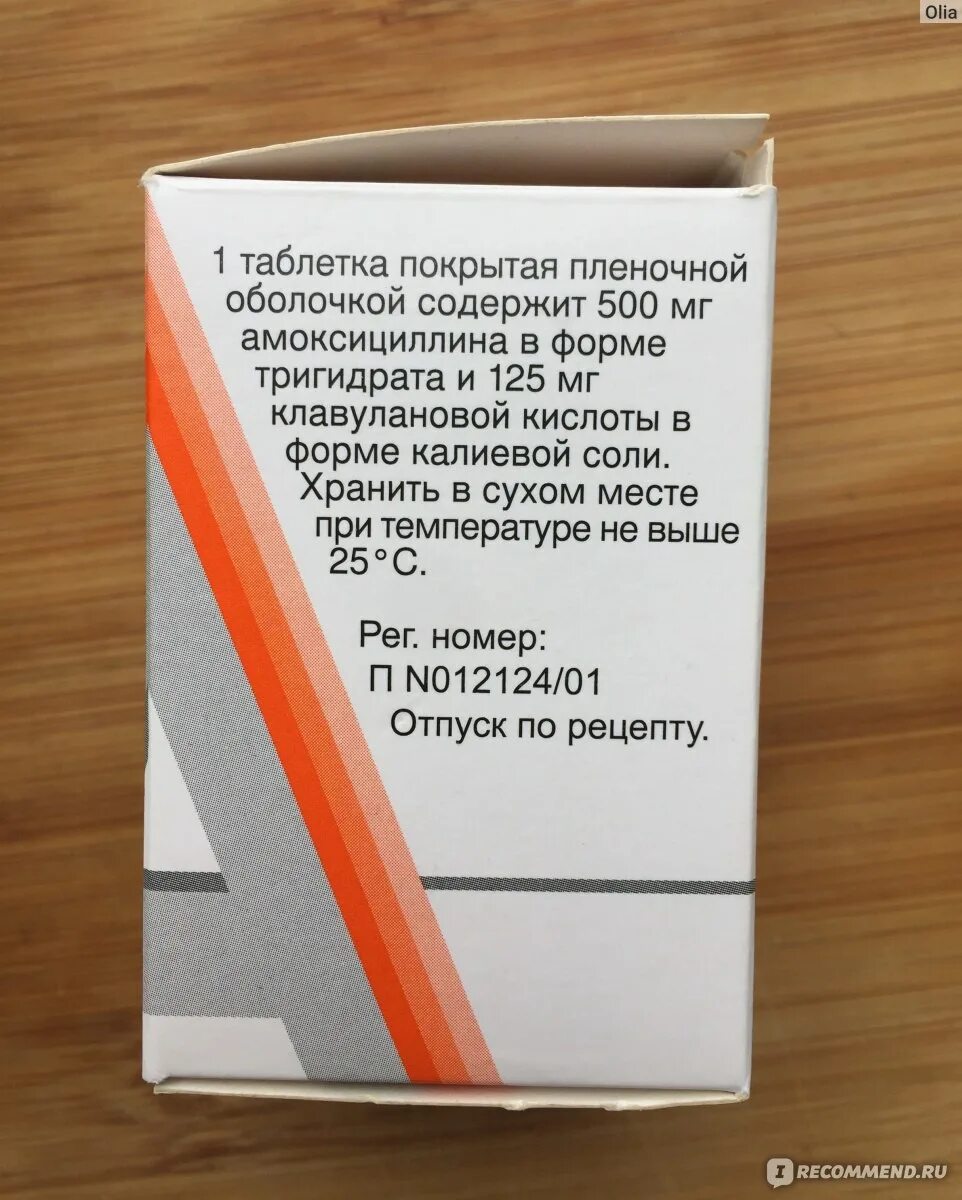 Olia
1 таблетка покрытая пленочной
оболочкой содержит 500 мг
амоксициллина в форме
тригидрата и 125 мг
клавулановой кислоты в
форме калиевой соли.
Хранить в сухом месте
при температуре не выше
25°C.
Рег. номер:
П N012124/01
Отпуск по рецепту.
I RECOMMEND.RU